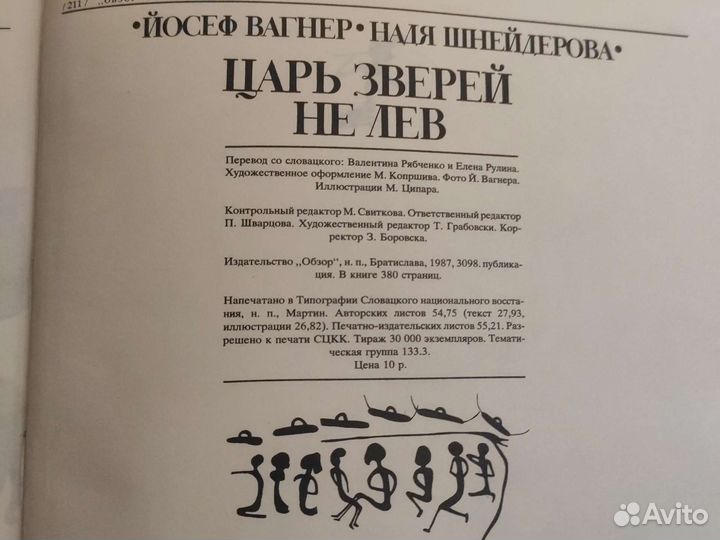 /211/ ,,ОБЗОР
• ЙОСЕФ ВАГНЕР • НАДЯ ШНЕЙДЕРОВА •
ЦАРЬ ЗВЕРЕЙ
НЕ ЛЕВ
Перевод со словацкого: Валентина Рябченко и Елена Рулина.
Художественное оформление М. Копршива. Фото Й. Вагнера.
Иллюстрации М. Ципара.
Контрольный редактор М. Свиткова. Ответственный редактор
П. Шварцова. Художественный редактор Т. Грабовски. Кор-
ректор З. Боровска.
Издательство ,,Обзор", н. п., Братислава, 1987, 3098. публика-
ция. В книге 380 страниц.
Напечатано в Типографии Словацкого национального восста-
ния, н. п., Мартин. Авторских листов 54,75 (текст 27,93,
иллюстрации 26,82). Печатно-издательских листов 55,21. Раз-
решено к печати СЦКК. Тираж 30 000 экземпляров. Темати-
ческая группа 133.3.
Цена 10 р.
Avito